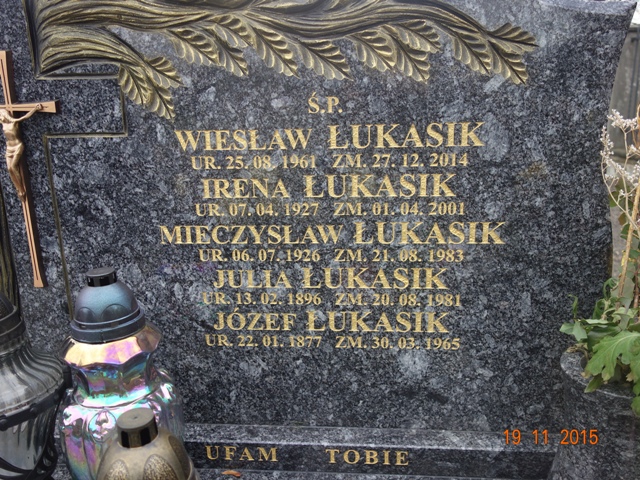 Ś.P.
WIESŁAW ŁUKASIK
UR. 25.08.1961 ZM. 27.12.2014
IRENA ŁUKASIK
UR. 07.04.1927 ZM. 01.04.2001
MIECZYSŁAW ŁUKASIK
UR. 06.07.1926 ZM. 21.08.1983
JULIA ŁUKASIK
UR. 13.02.1896 ZM. 20.08.1981
JÓZEF ŁUKASIK
UR. 22.01.1877 ZM. 30.03.1965
UFAM TOBIE
19 11 2015